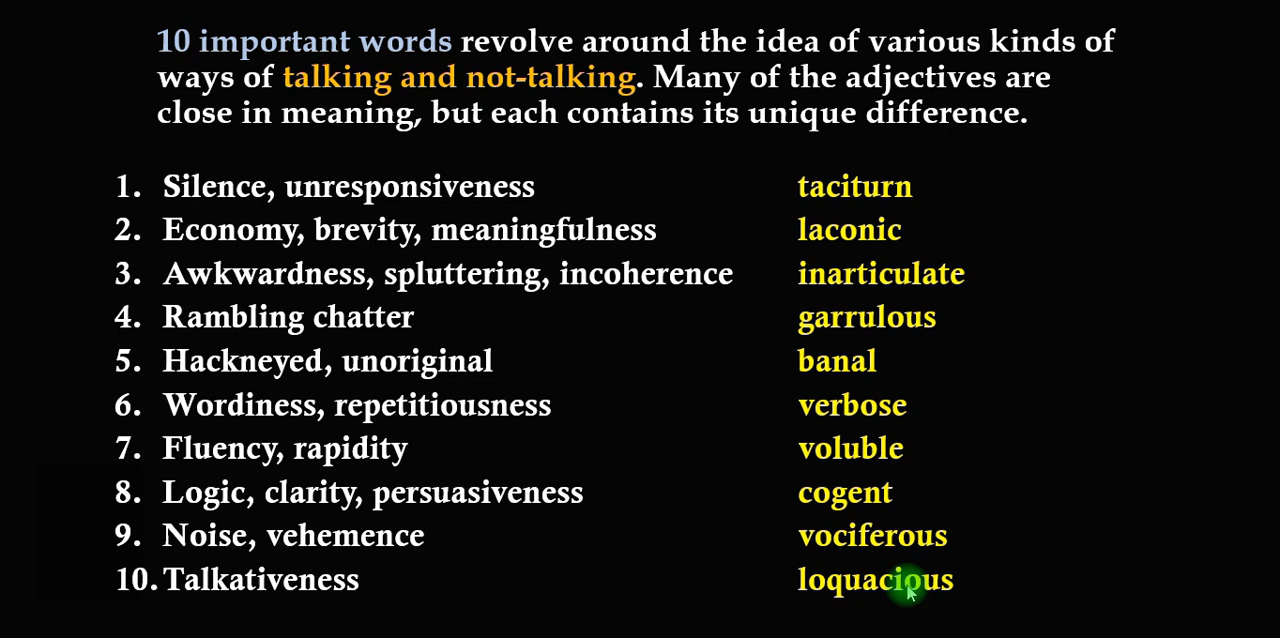 10 important words revolve around the idea of various kinds of
ways of talking and not-talking. Many of the adjectives are
close in meaning, but each contains its unique difference.
1. Silence, unresponsiveness taciturn
2. Economy, brevity, meaningfulness laconic
3. Awkwardness, spluttering, incoherence inarticulate
4. Rambling chatter garrulous
5. Hackneyed, unoriginal banal
6. Wordiness, repetitiousness verbose
7. Fluency, rapidity voluble
8. Logic, clarity, persuasiveness cogent
9. Noise, vehemence vociferous
10. Talkativeness loquacious